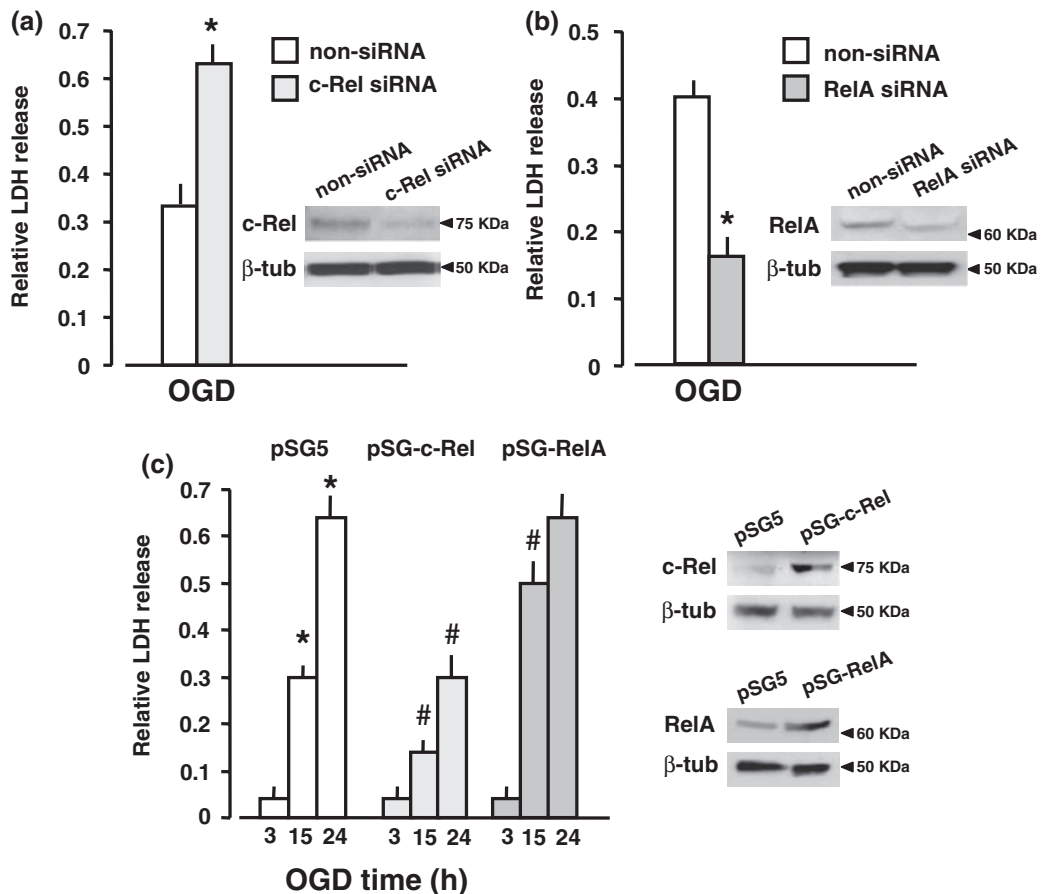 (a)
0.7
0.6
0.5
0.4
0.3
0.2
0.1
0
Relative LDH release
*
non-siRNA
c-Rel siRNA
OGD
non-siRNA
c-Rel siRNA
c-Rel
75 KDa
β-tub
50 KDa
(b)
0.5
0.4
0.3
0.2
0.1
0
Relative LDH release
*
non-siRNA
RelA siRNA
OGD
non-siRNA
RelA siRNA
RelA
60 KDa
β-tub
50 KDa
(c)
pSG5
pSG-c-Rel
pSG-RelA
0.7
0.6
0.5
0.4
0.3
0.2
0.1
0
Relative LDH release
* *
# #
#
3 15 24
3 15 24
3 15 24
OGD time (h)
pSG5
pSG-c-Rel
c-Rel
75 KDa
β-tub
50 KDa
pSG5
pSG-RelA
RelA
60 KDa
β-tub
50 KDa